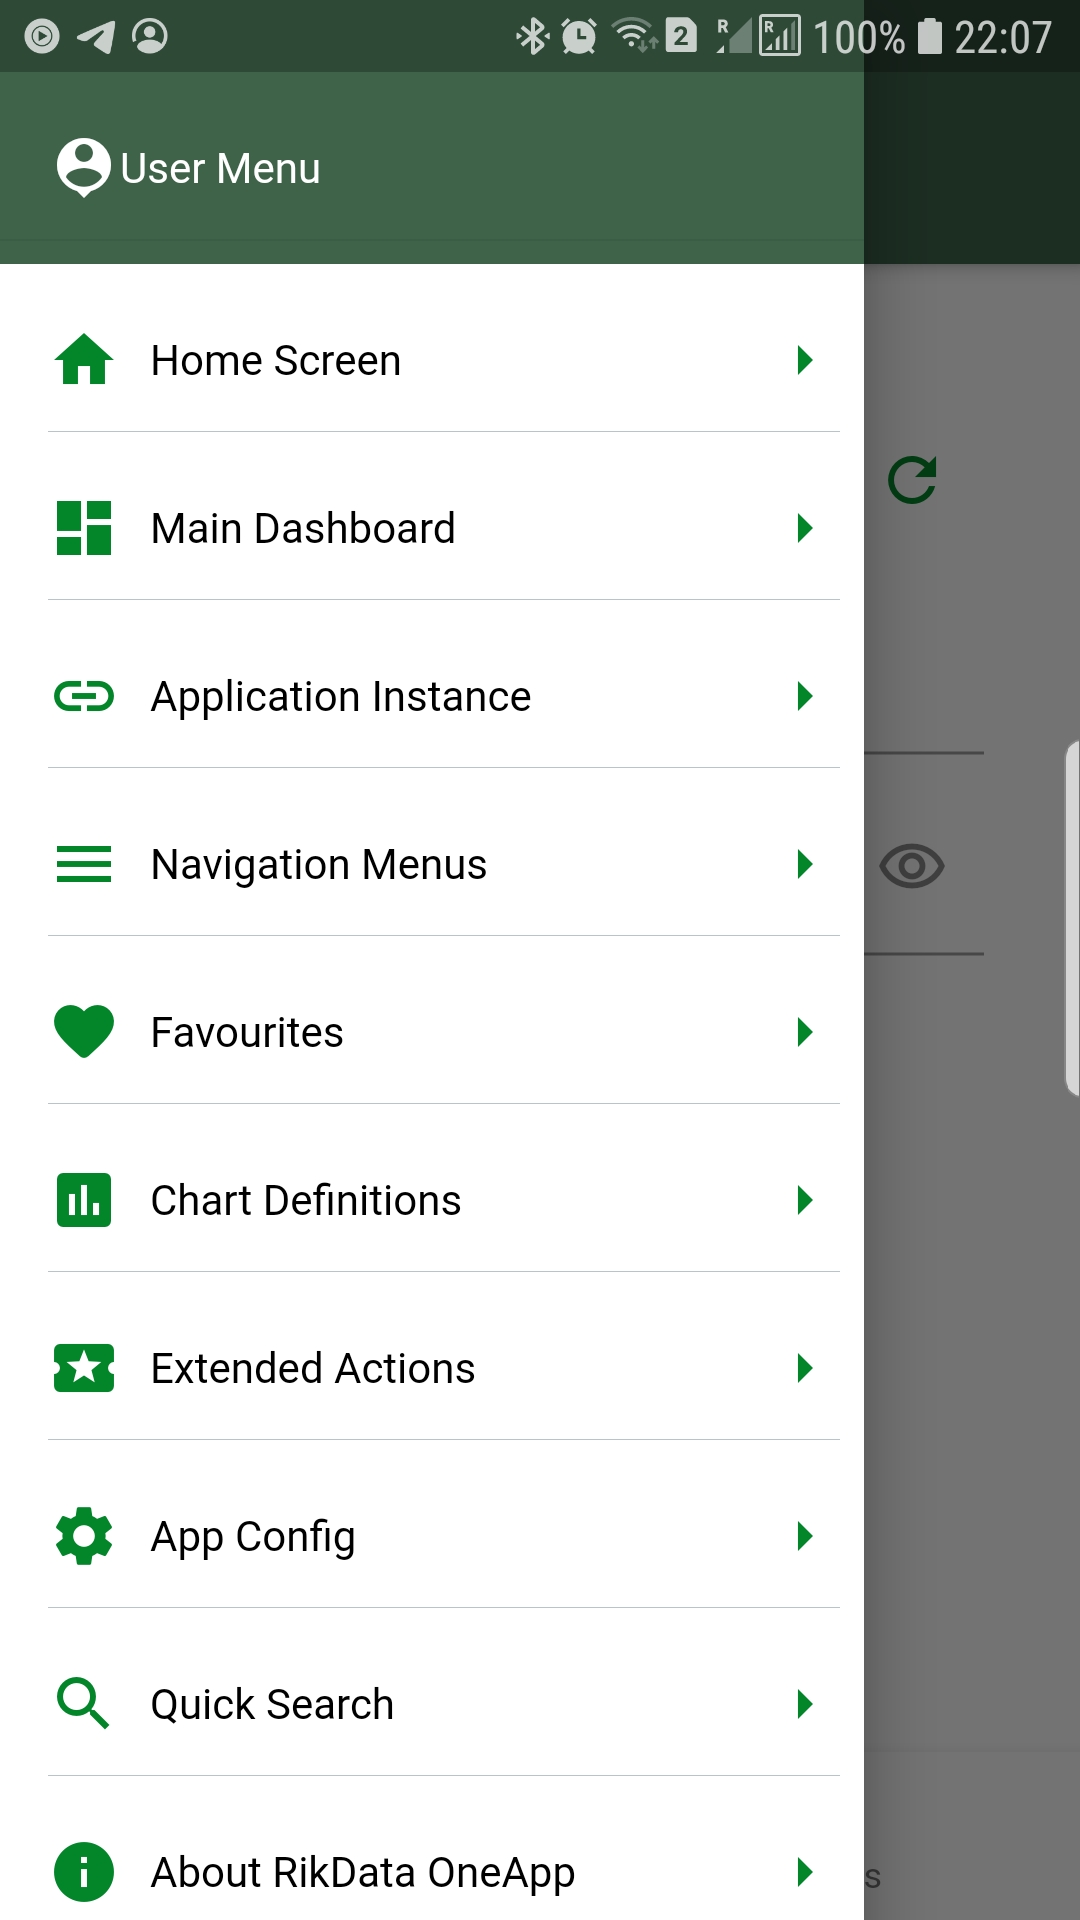 R 2 R 100% 22:07
User Menu
Home Screen
Main Dashboard
Application Instance
Navigation Menus
Favourites
Chart Definitions
Extended Actions
App Config
Quick Search
About RikData OneApp
s